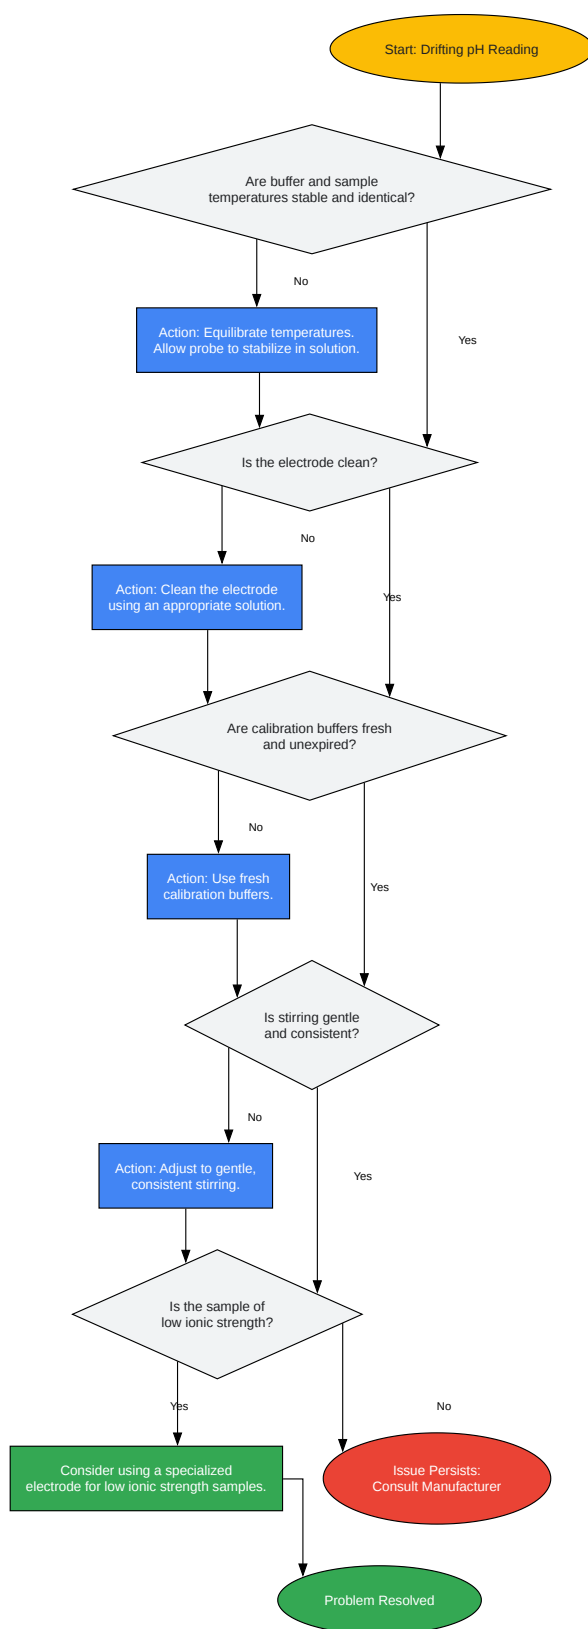 Start: Drifting pH Reading
Are buffer and sample
temperatures stable and identical?
No
Action: Equilibrate temperatures.
Allow probe to stabilize in solution.
Yes
Is the electrode clean?
No
Action: Clean the electrode
using an appropriate solution.
Yes
Are calibration buffers fresh
and unexpired?
No
Action: Use fresh
calibration buffers.
Yes
Is stirring gentle
and consistent?
No
Action: Adjust to gentle,
consistent stirring.
Yes
Is the sample of
low ionic strength?
Yes
No
Consider using a specialized
electrode for low ionic strength samples.
Issue Persists:
Consult Manufacturer
Problem Resolved